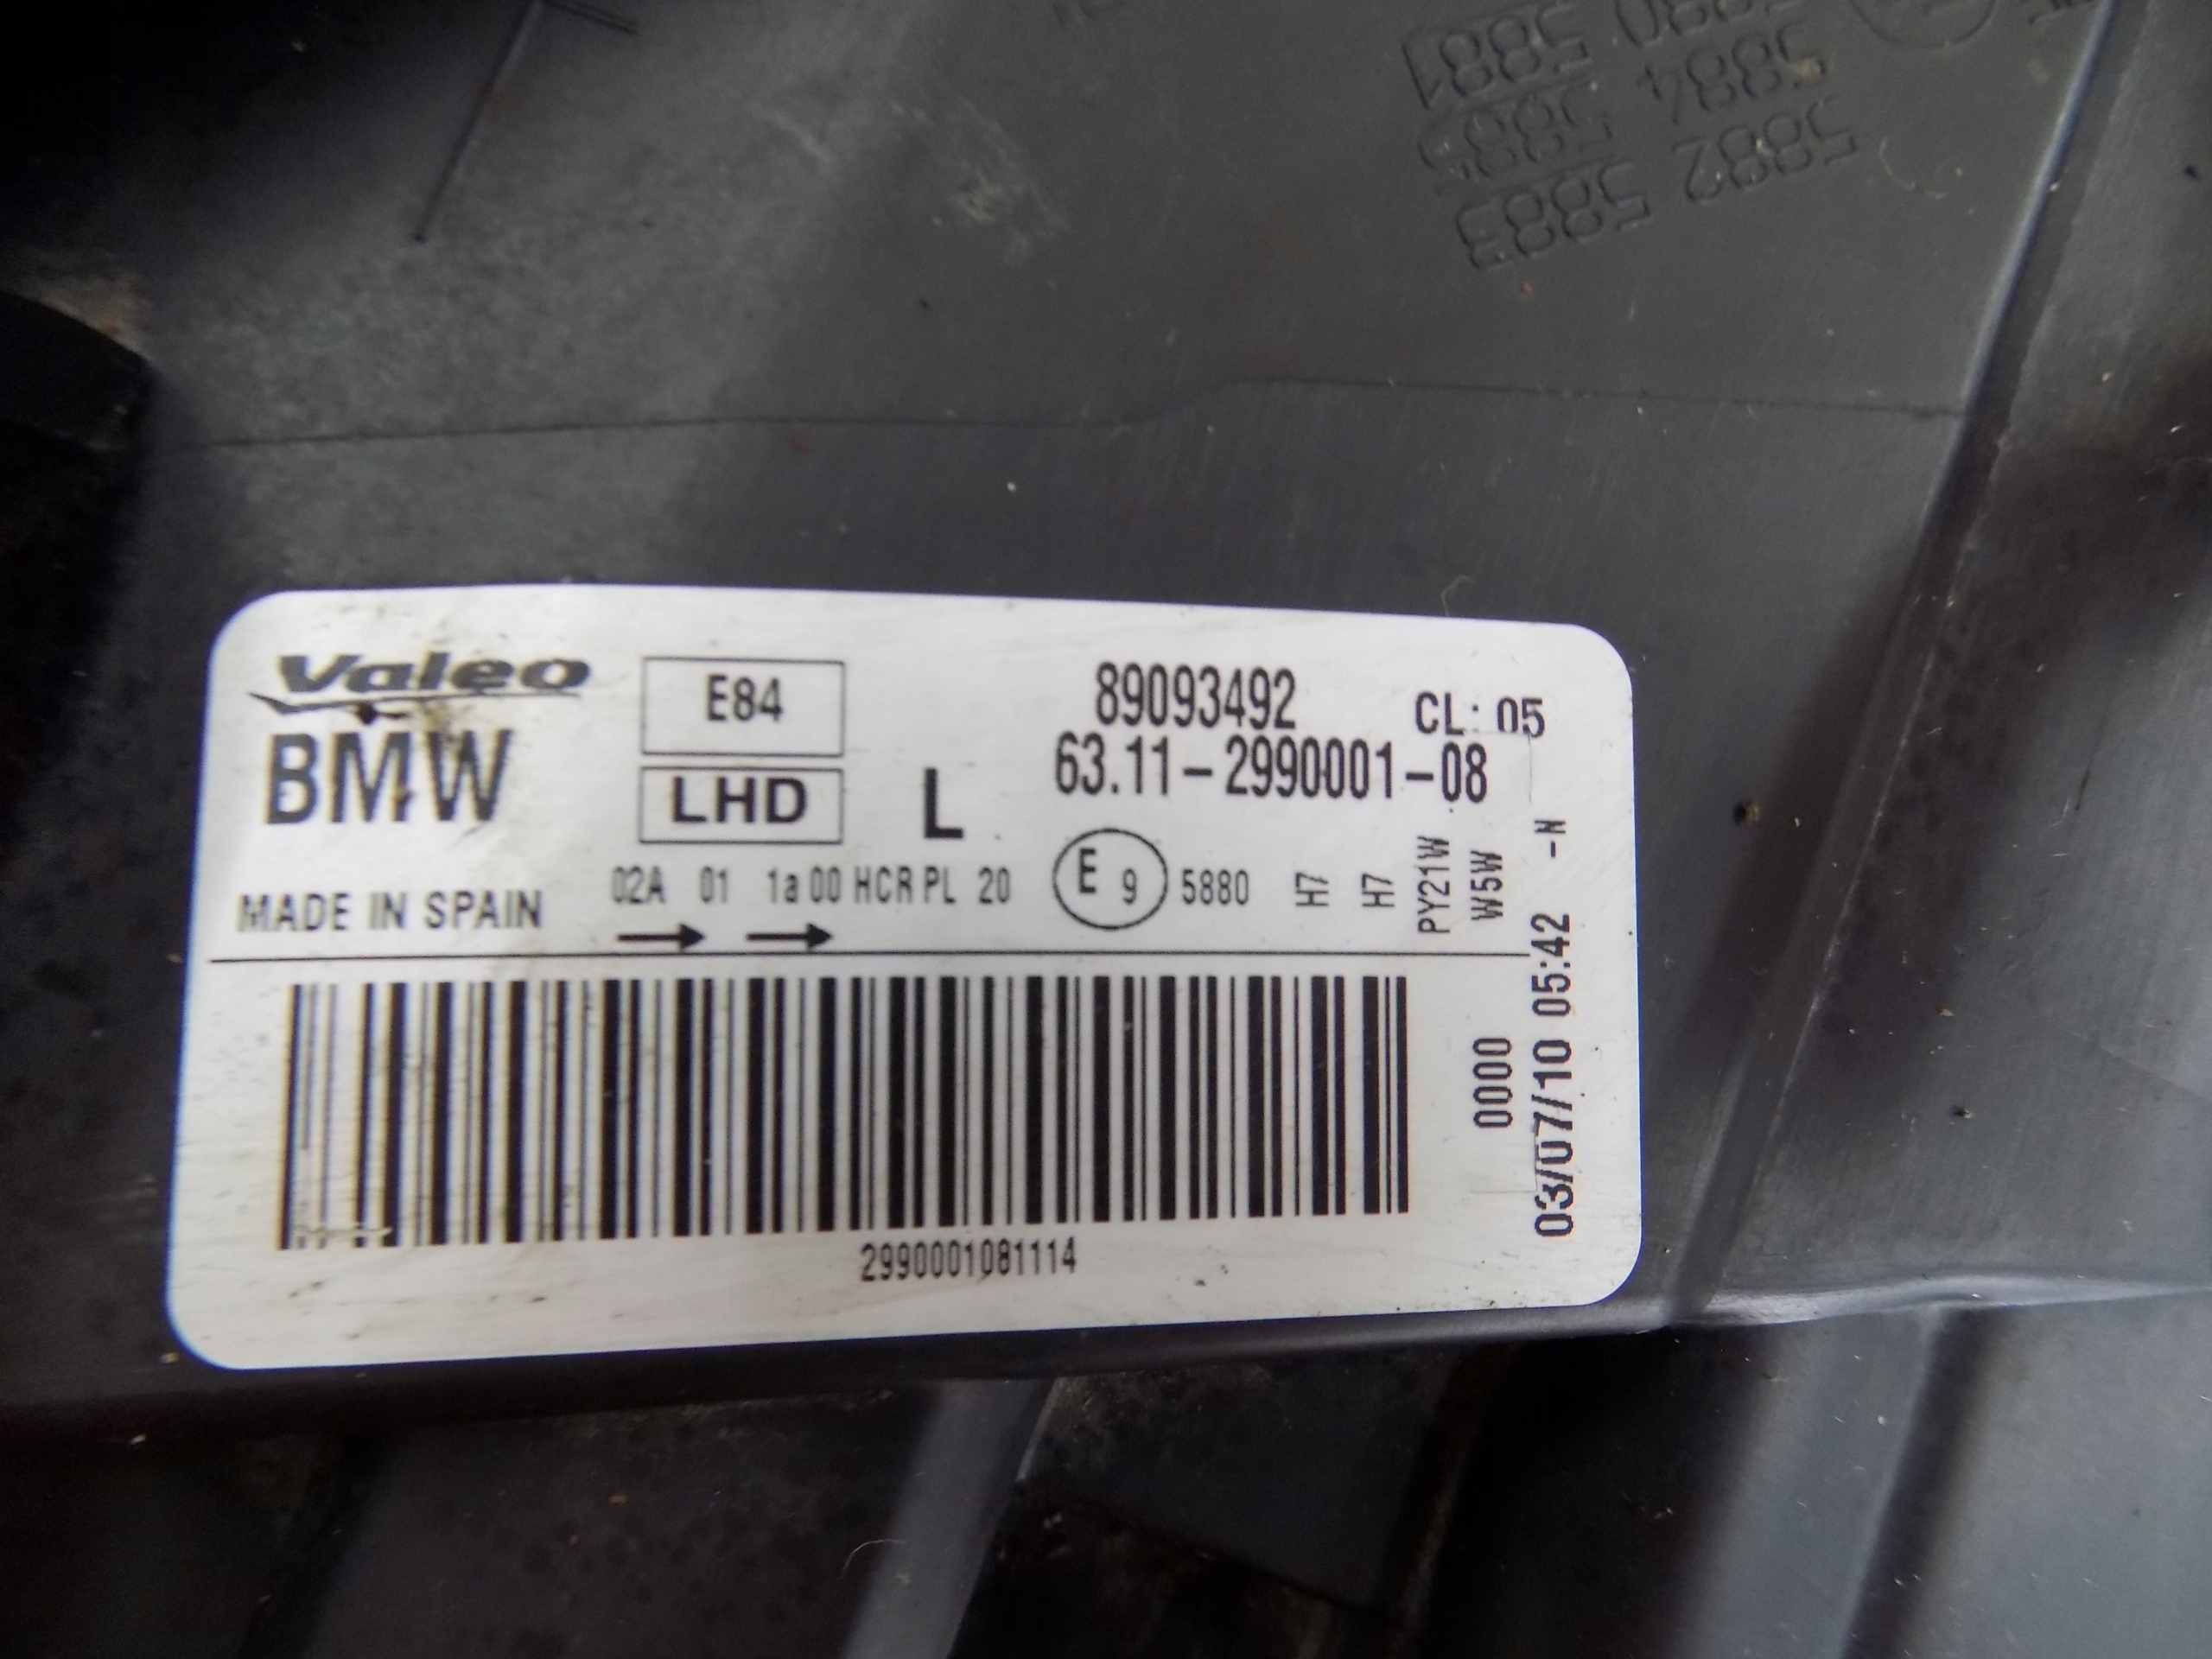 5882 5883
5884 5885
5880 5881
Valeo
BMW
E84
LHD
L
89093492
CL: 05
63.11-2990001-08
MADE IN SPAIN
02A 01 1a 00 HCR PL 20
E 9 5880
H7
H7
PY21W
W5W
0000
03/07/10 05:42 -N
2990001081114